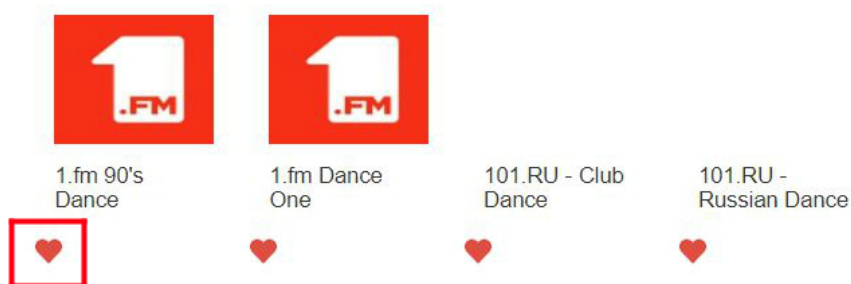 .FM
.FM
1.fm 90's
Dance
1.fm Dance
One
101.RU - Club
Dance
101.RU -
Russian Dance